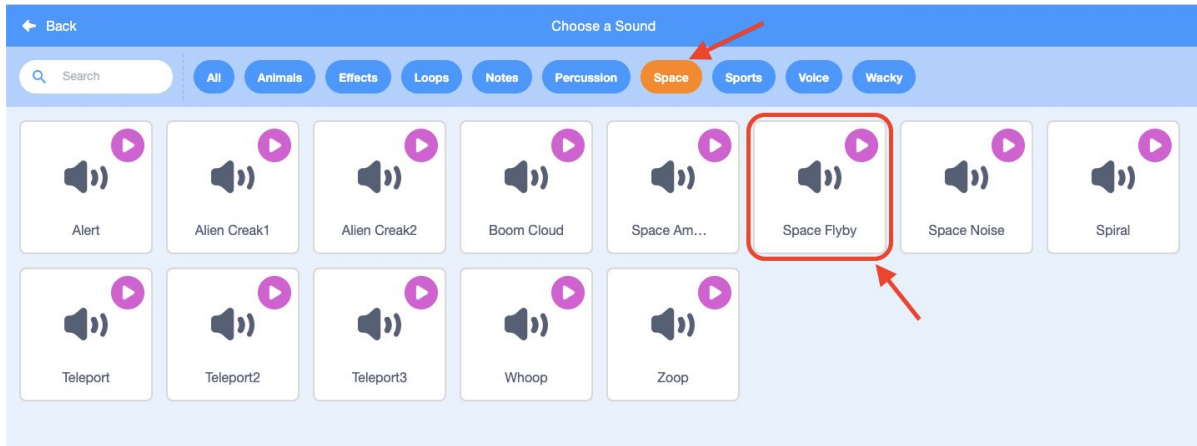 Back
Choose a Sound
Search
All Animals Effects Loops Notes Percussion Space Sports Voice Wacky
Alert Alien Creak1 Alien Creak2 Boom Cloud Space Am... Space Flyby Space Noise Spiral
Teleport Teleport2 Teleport3 Whoop Zoop